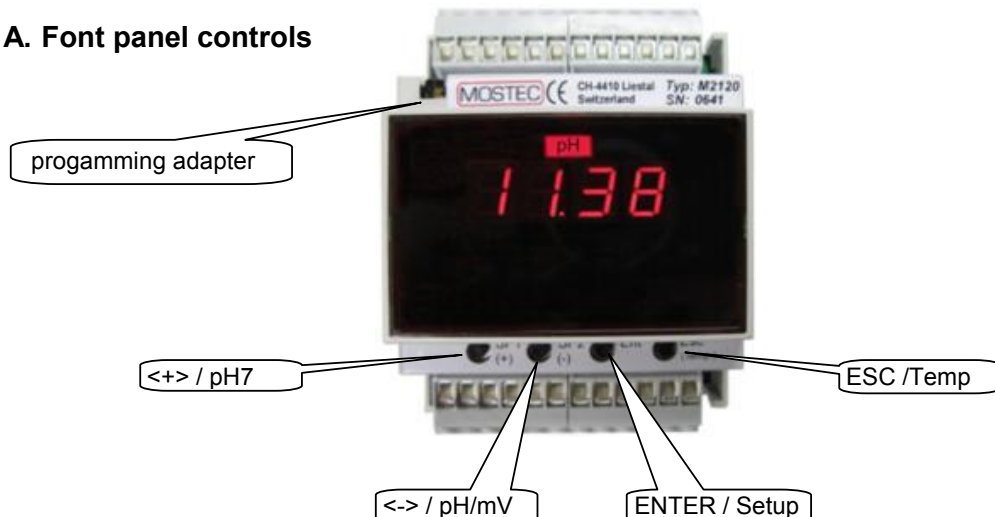 A. Font panel controls
MOSTEC CE CH-4410 Liestal Typ: M2120
Switzerland SN: 0641
progamming adapter
pH
11.38
(+) (-)
<+> / pH7
ESC /Temp
<-> / pH/mV
ENTER / Setup